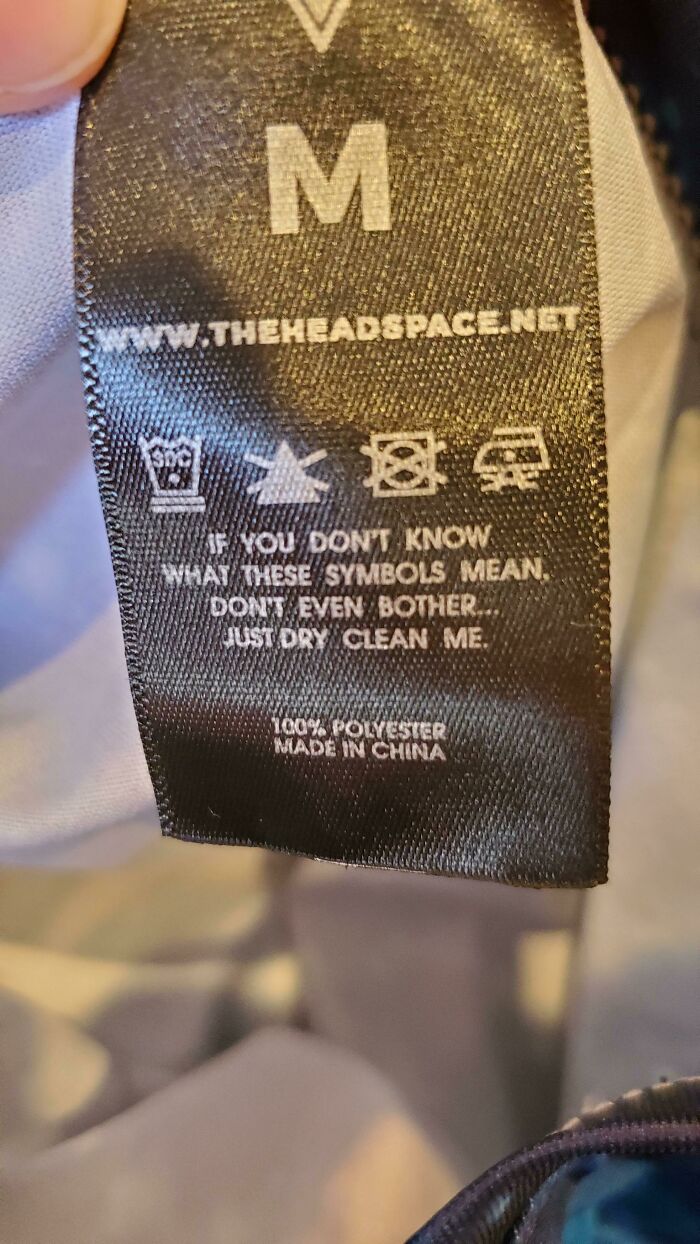 M
WWW.THEHEADSPACE.NET
30°C
IF YOU DON'T KNOW
WHAT THESE SYMBOLS MEAN,
DON'T EVEN BOTHER...
JUST DRY CLEAN ME.
100% POLYESTER
MADE IN CHINA